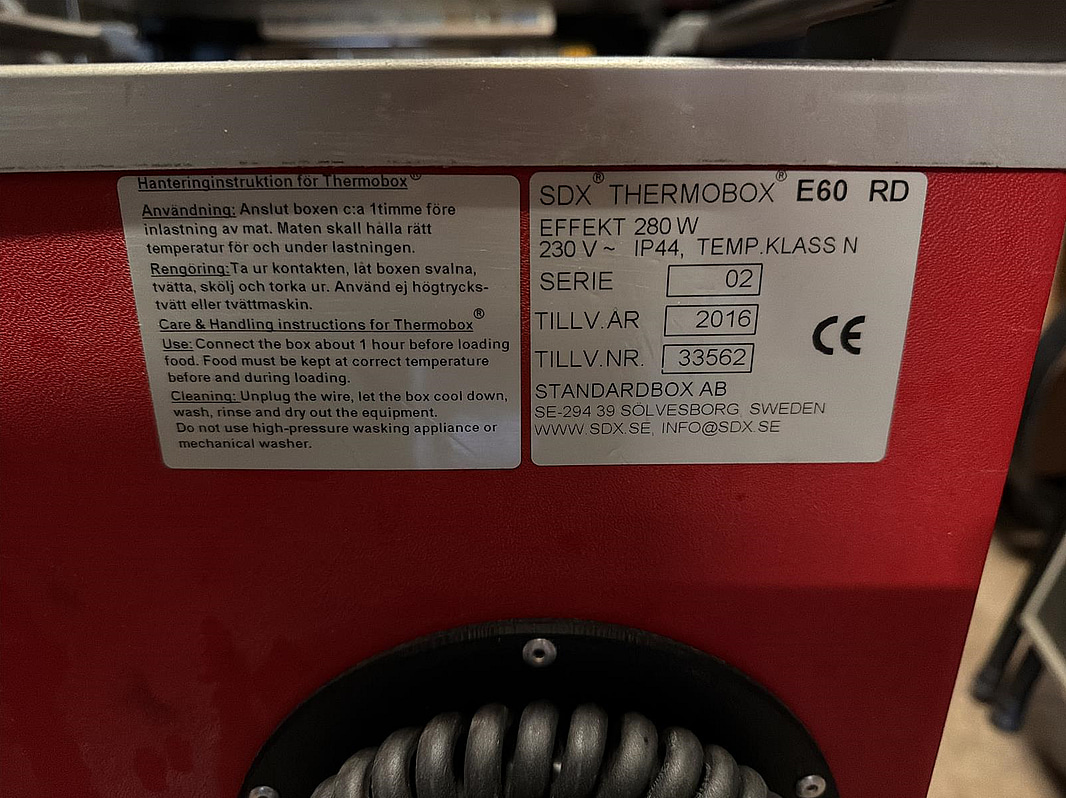 Hanteringinstruktion för Thermobox®
Användning: Anslut boxen c:a 1timme före
inlastning av mat. Maten skall hålla rätt
temperatur för och under lastningen.
Rengöring: Ta ur kontakten, låt boxen svalna,
tvätta, skölj och torka ur. Använd ej högtrycks-
tvätt eller tvättmaskin.
Care & Handling instructions for Thermobox®
Use: Connect the box about 1 hour before loading
food. Food must be kept at correct temperature
before and during loading.
Cleaning: Unplug the wire, let the box cool down,
wash, rinse and dry out the equipment.
Do not use high-pressure wasking appliance or
mechanical washer.
SDX® THERMOBOX® E60 RD
EFFEKT 280 W
230 V ~ IP44, TEMP.KLASS N
SERIE 02
TILLV.ÅR 2016
TILLV.NR. 33562
CE
STANDARDBOX AB
SE-294 39 SÖLVESBORG SWEDEN
WWW.SDX.SE, INFO@SDX.SE